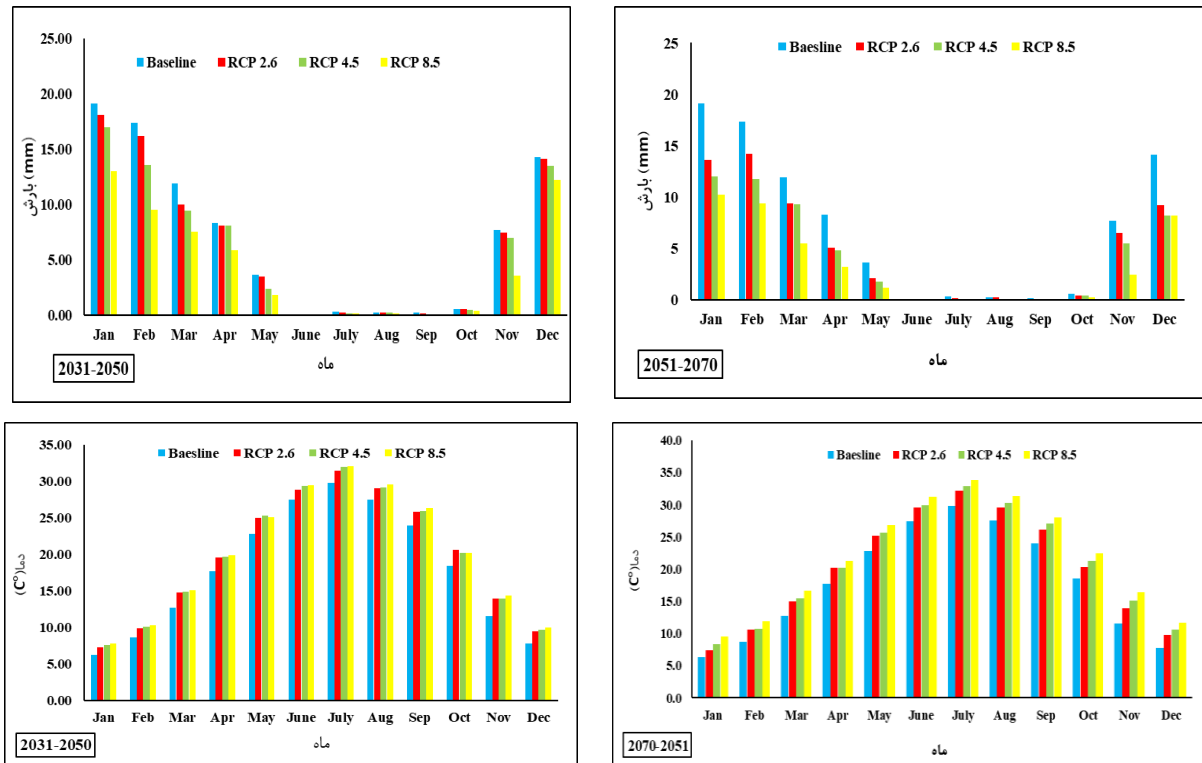 25.00
20.00
15.00
10.00
5.00
0.00
Baseline RCP 2.6 RCP 4.5 RCP 8.5
بارش (mm)
Jan Feb Mar Apr May June July Aug Sep Oct Nov Dec
ماه
2031-2050
25
20
15
10
5
0
Baesline RCP 2.6 RCP 4.5 RCP 8.5
بارش (mm)
Jan Feb Mar Apr May June July Aug Sep Oct Nov Dec
ماه
2051-2070
35.00
30.00
25.00
20.00
15.00
10.00
5.00
0.00
Baesline RCP 2.6 RCP 4.5 RCP 8.5
دما(C°)
Jan Feb Mar Apr May June July Aug Sep Oct Nov Dec
ماه
2031-2050
40.0
35.0
30.0
25.0
20.0
15.0
10.0
5.0
0.0
Baesline RCP 2.6 RCP 4.5 RCP 8.5
دما(C°)
Jan Feb Mar Apr May June July Aug Sep Oct Nov Dec
ماه
2070-2051